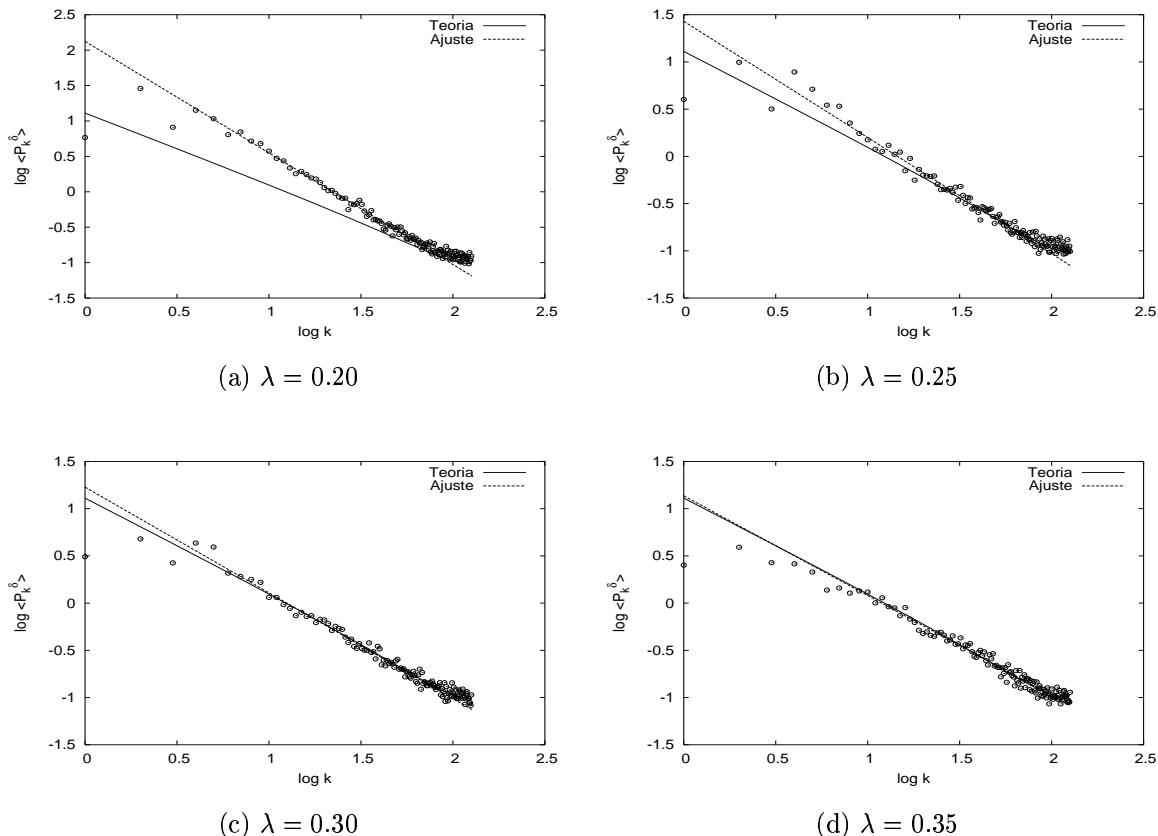 2.5
2
1.5
1
0.5
0
-0.5
-1
-1.5
0 0.5 1 1.5 2 2.5
log <P_k^δ>
log k
Teoria
Ajuste
(a) λ = 0.20
1.5
1
0.5
0
-0.5
-1
-1.5
0 0.5 1 1.5 2 2.5
log <P_k^δ>
log k
Teoria
Ajuste
(b) λ = 0.25
1.5
1
0.5
0
-0.5
-1
-1.5
0 0.5 1 1.5 2 2.5
log <P_k^δ>
log k
Teoria
Ajuste
(c) λ = 0.30
1.5
1
0.5
0
-0.5
-1
-1.5
0 0.5 1 1.5 2 2.5
log <P_k^δ>
log k
Teoria
Ajuste
(d) λ = 0.35